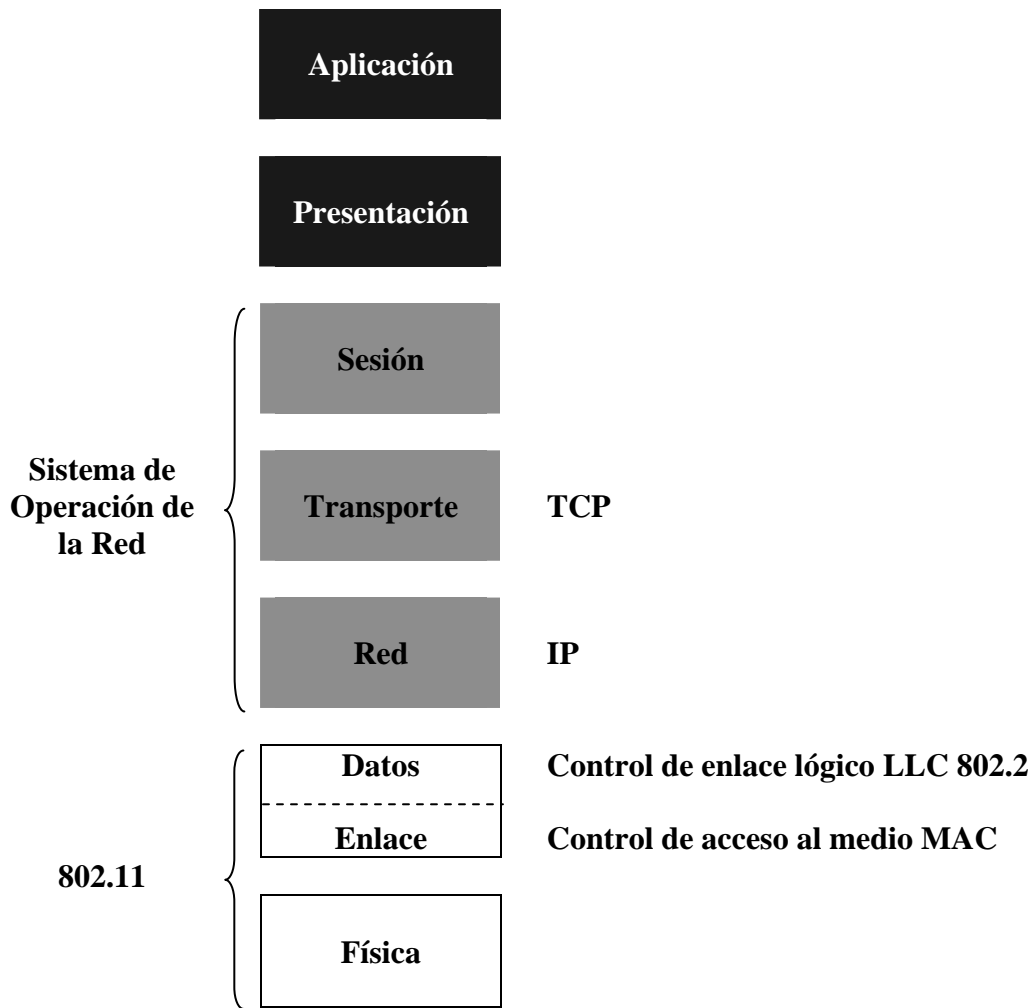 Aplicación
Presentación
Sesión
Sistema de
Operación de
la Red
Transporte
TCP
Red
IP
Datos
Control de enlace lógico LLC 802.2
Enlace
Control de acceso al medio MAC
802.11
Física